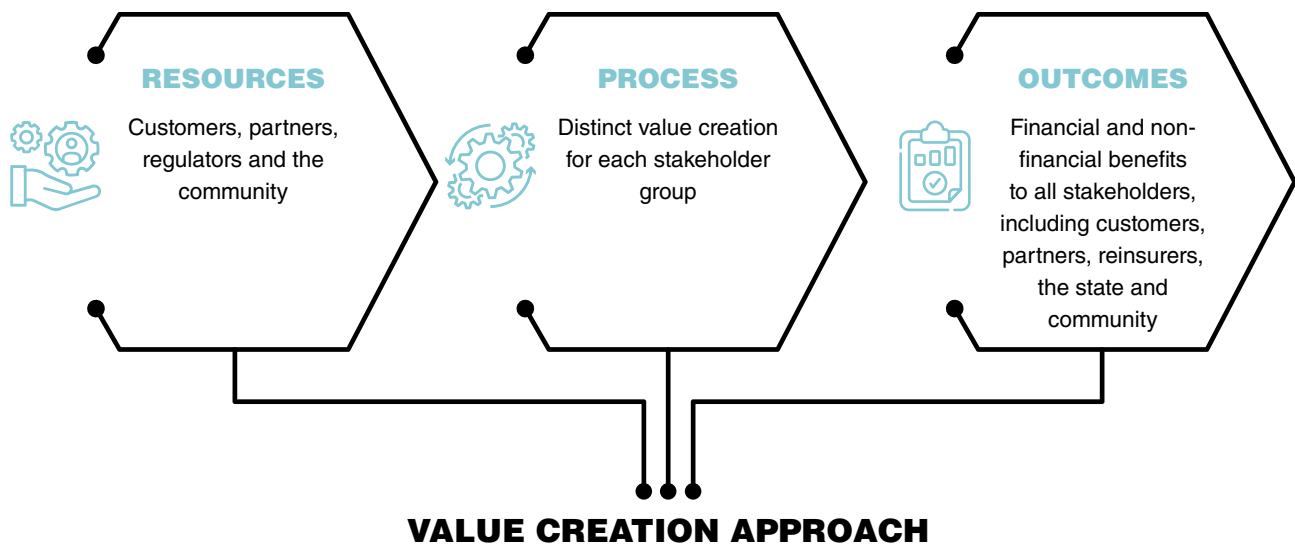 RESOURCES
Customers, partners,
regulators and the
community
PROCESS
Distinct value creation
for each stakeholder
group
OUTCOMES
Financial and non-
financial benefits
to all stakeholders,
including customers,
partners, reinsurers,
the state and
community
VALUE CREATION APPROACH